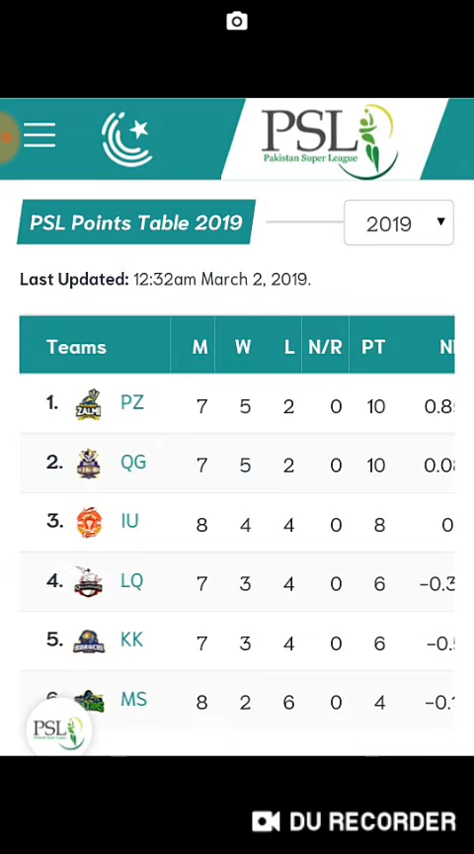 PSL
Pakistan Super League
PSL Points Table 2019
2019
Last Updated: 12:32am March 2, 2019.
Teams M W L N/R PT
1. ZALMI PZ 7 5 2 0 10
2. QG 7 5 2 0 10
3. IU 8 4 4 0 8
4. LQ 7 3 4 0 6
5. KK 7 3 4 0 6
MS 8 2 6 0 4
PSL
DU RECORDER